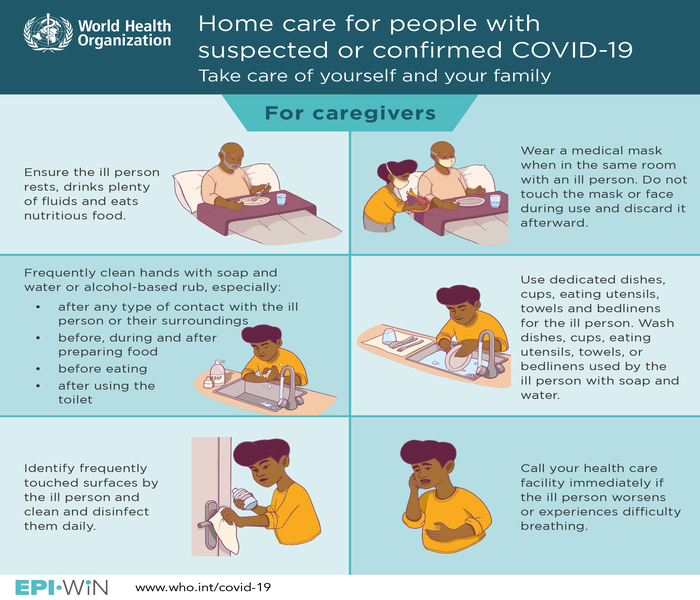 World Health
Organization
Home care for people with
suspected or confirmed COVID-19
Take care of yourself and your family
For caregivers
Ensure the ill person
rests, drinks plenty
of fluids and eats
nutritious food.
Wear a medical mask
when in the same room
with an ill person. Do not
touch the mask or face
during use and discard it
afterward.
Frequently clean hands with soap and
water or alcohol-based rub, especially:
• after any type of contact with the ill
person or their surroundings
• before, during and after
preparing food
• before eating
• after using the
toilet
SOAP
Use dedicated dishes,
cups, eating utensils,
towels and bedlinens
for the ill person. Wash
dishes, cups, eating
utensils, towels, or
bedlinens used by the
ill person with soap and
water.
Identify frequently
touched surfaces by
the ill person and
clean and disinfect
them daily.
Call your health care
facility immediately if
the ill person worsens
or experiences difficulty
breathing.
EPI·WiN
www.who.int/covid-19